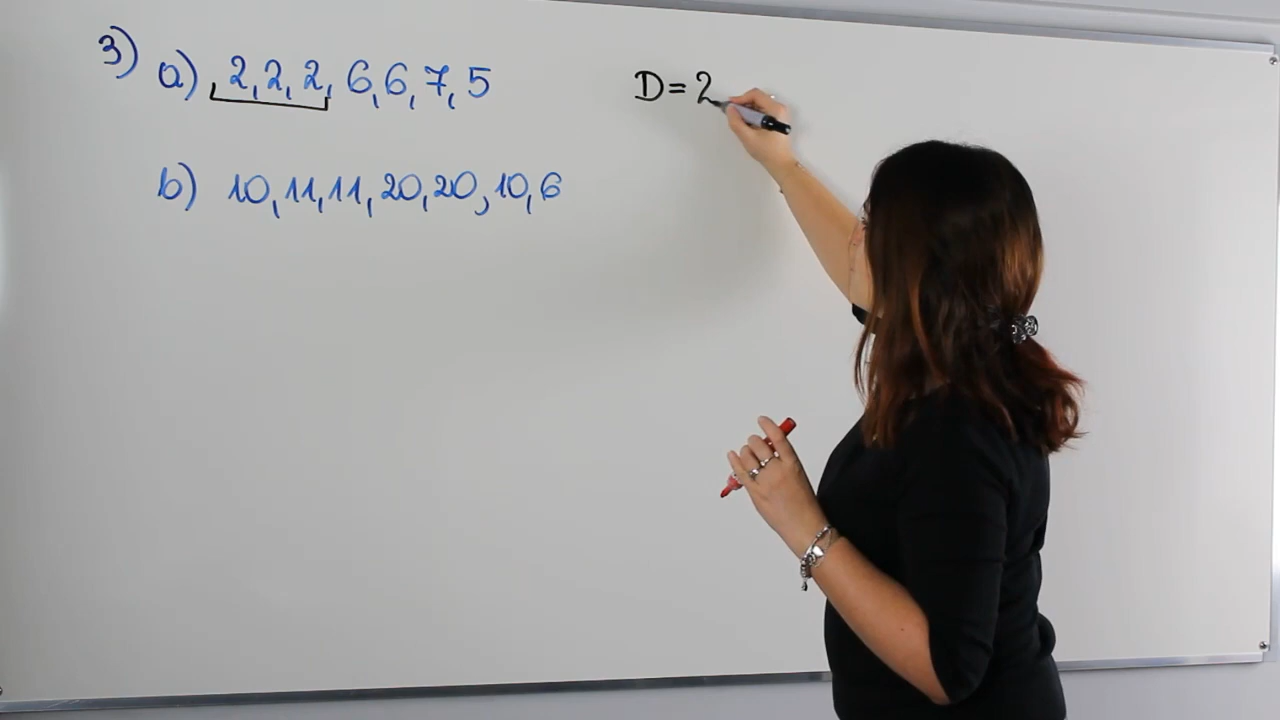 3) a) 2, 2, 2, 6, 6, 7, 5 D = 2
b) 10, 11, 11, 20, 20, 10, 6